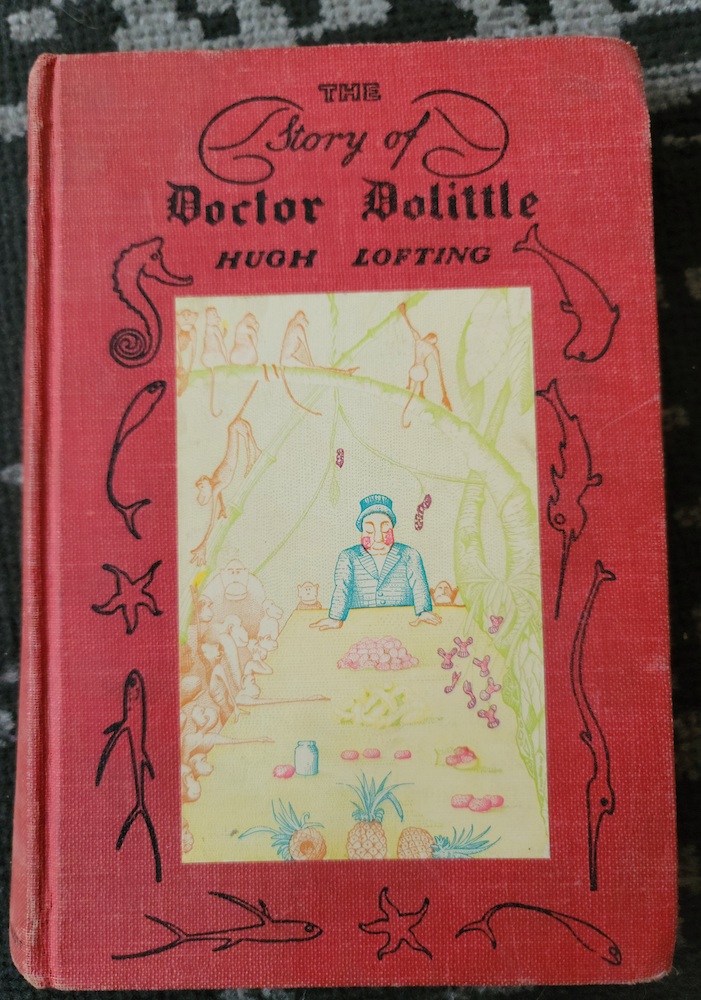 THE
Story of
Doctor Dolittle
HUGH LOFTING